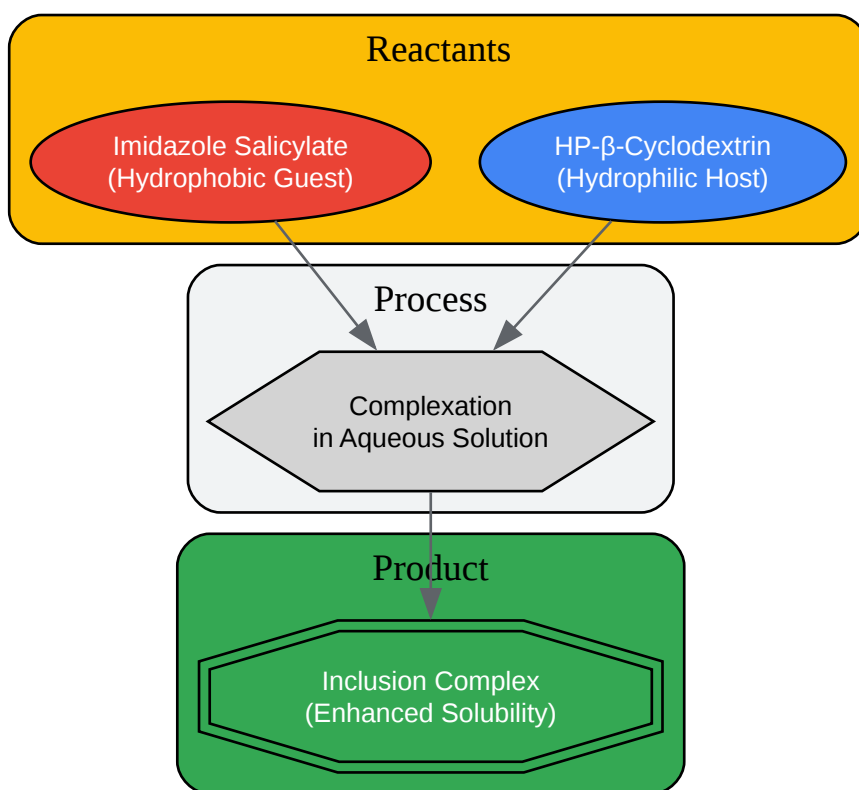 Reactants
Imidazole Salicylate
(Hydrophobic Guest)
HP-β-Cyclodextrin
(Hydrophilic Host)
Process
Complexation
in Aqueous Solution
Product
Inclusion Complex
(Enhanced Solubility)